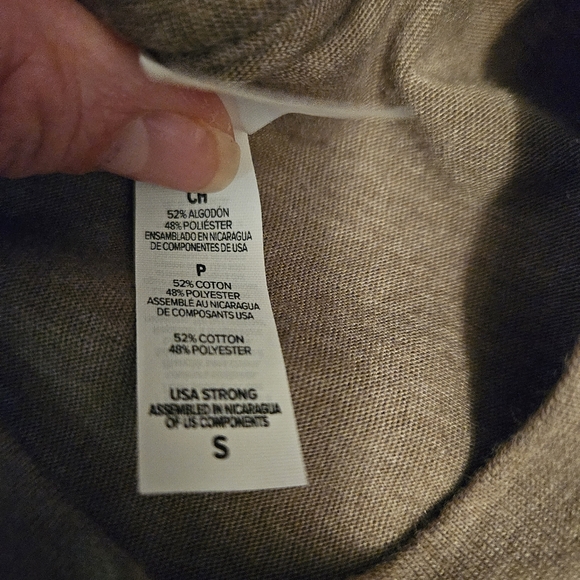 CH
52% ALGODÓN
48% POLIÉSTER
ENSAMBLADO EN NICARAGUA
DE COMPONENTES DE USA
P
52% COTON
48% POLYESTER
ASSEMBLÉ AU NICARAGUA
DE COMPOSANTS USA
52% COTTON
48% POLYESTER
USA STRONG
ASSEMBLED IN NICARAGUA
OF US COMPONENTS
S